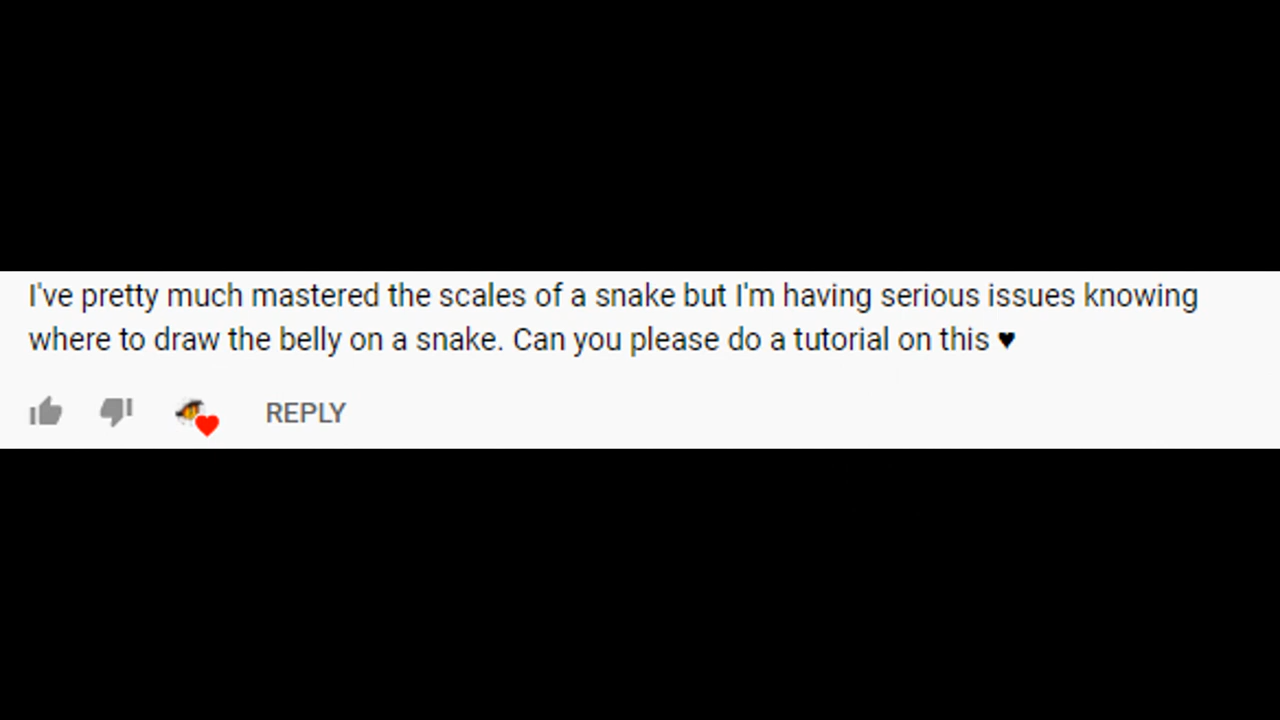 I've pretty much mastered the scales of a snake but I'm having serious issues knowing
where to draw the belly on a snake. Can you please do a tutorial on this ♥
REPLY